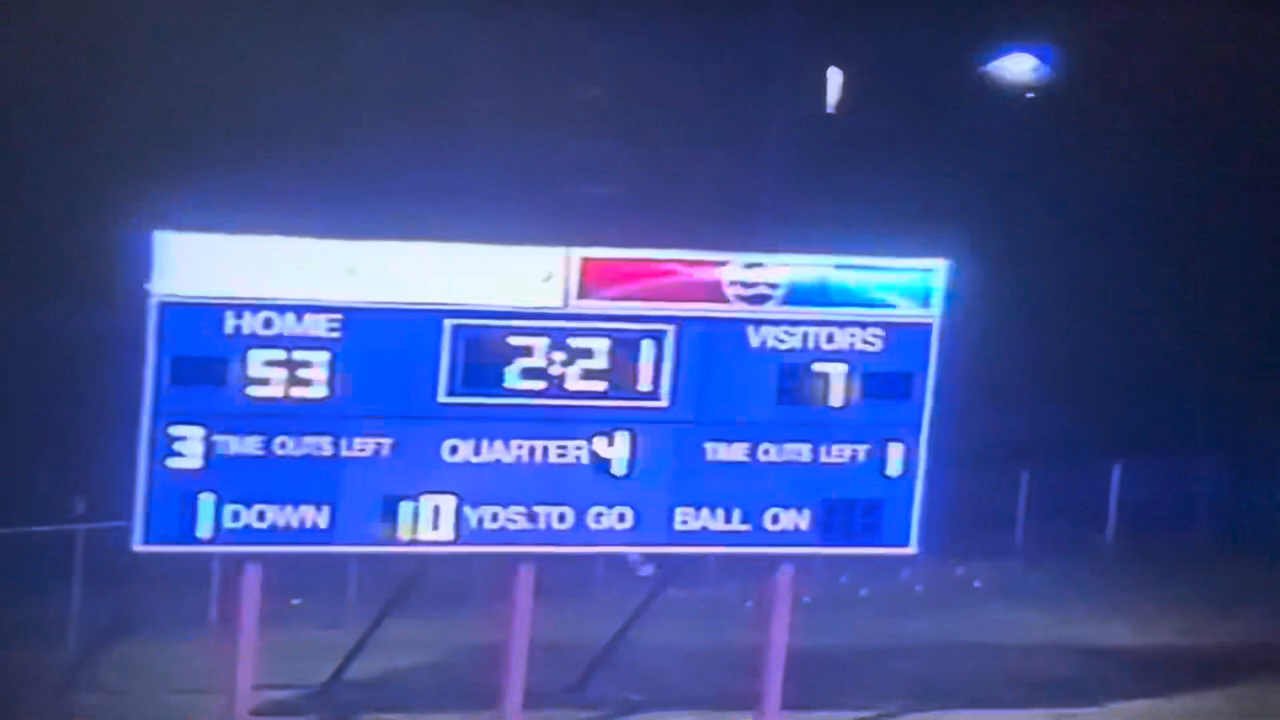 HOME 2:21 VISITORS
53 7
3 TIME OUTS LEFT QUARTER 4 TIME OUTS LEFT 1
1 DOWN 10 YDS.TO GO BALL ON